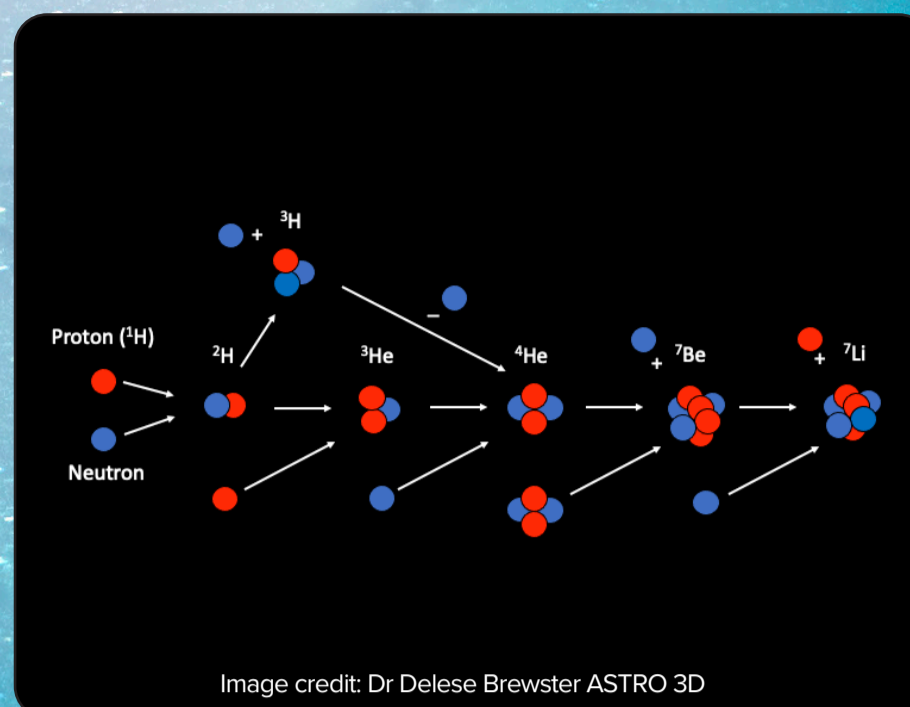 + ³H
−
Proton (¹H)
²H
³He
⁴He
+ ⁷Be
+ ⁷Li
Neutron
Image credit: Dr Delese Brewster ASTRO 3D